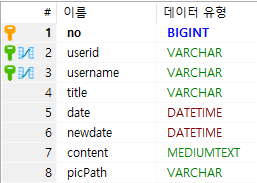 # 이름 데이터 유형
1 no BIGINT
2 userid VARCHAR
3 username VARCHAR
4 title VARCHAR
5 date DATETIME
6 newdate DATETIME
7 content MEDIUMTEXT
8 picPath VARCHAR